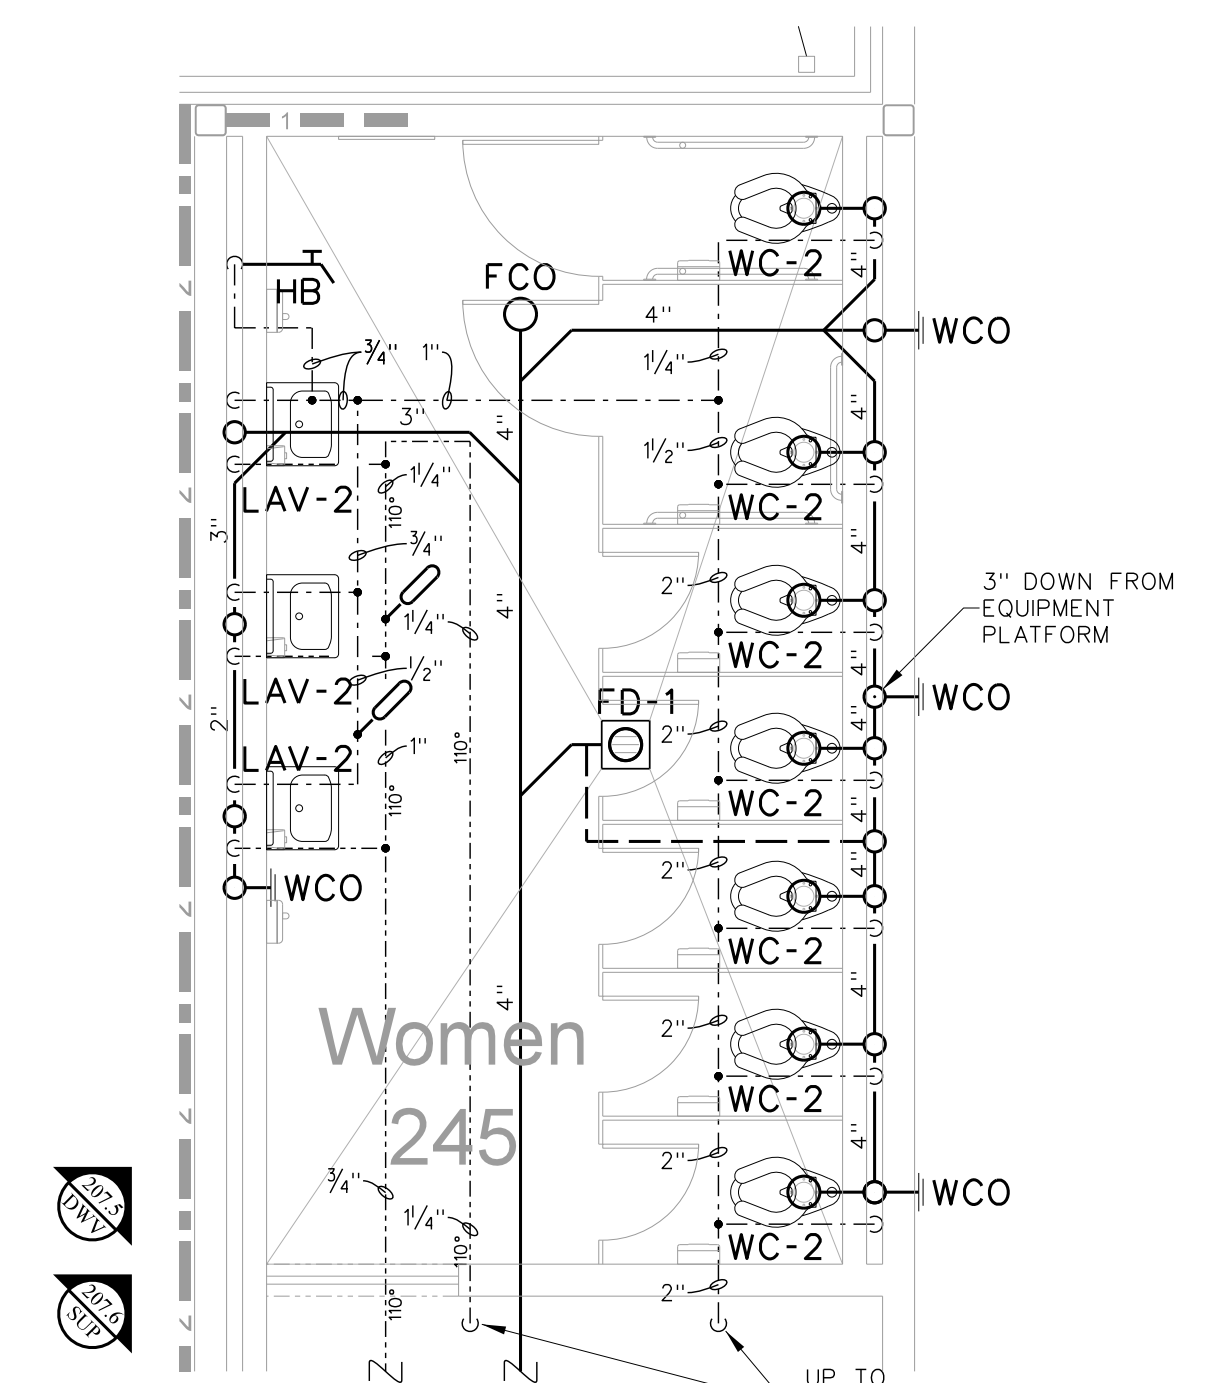 1
WC-2
4"
HB
FCO
4"
WCO
3/4"
1"
1 1/4"
3"
4"
4"
1 1/2"
LAV-2
1 1/4"
110°
WC-2
3"
3/4"
4"
3" DOWN FROM
EQUIPMENT
PLATFORM
2"
4"
1 1/4"
WC-2
4"
LAV-2
1/2"
FD-1
WCO
2"
2"
4"
LAV-2
1"
110°
110°
WC-2
4"
2"
4"
WCO
WC-2
4"
4"
Women
2"
WC-2
245
4"
207.5
DWV
3/4"
2"
WCO
1 1/4"
110°
WC-2
207.6
SUP
110°
2"
UP TO